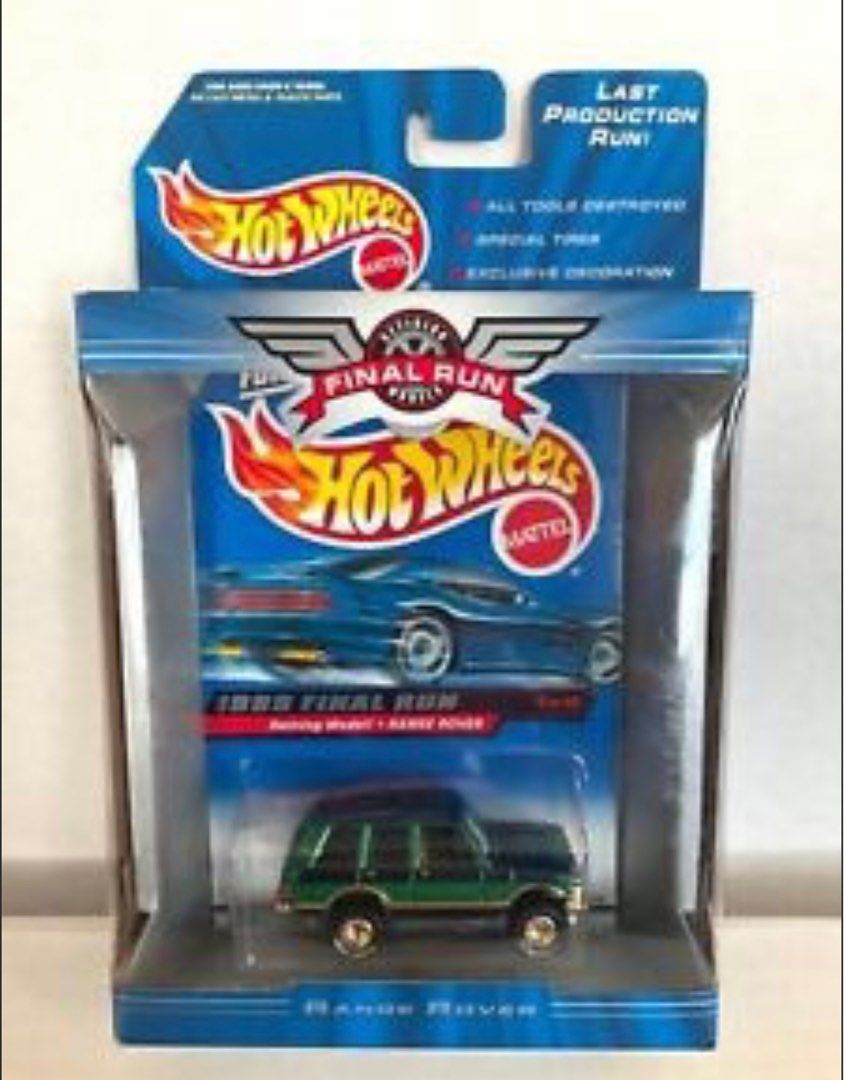 LAST
PRODUCTION
RUN!
HOT WHEELS
MATTEL
ALL TOOLS DESTROYED
SPECIAL TIRES
EXCLUSIVE DECORATION
FINAL RUN
HOT WHEELS
MATTEL
FINAL RUN
RANGE ROVER
RANGE ROVER